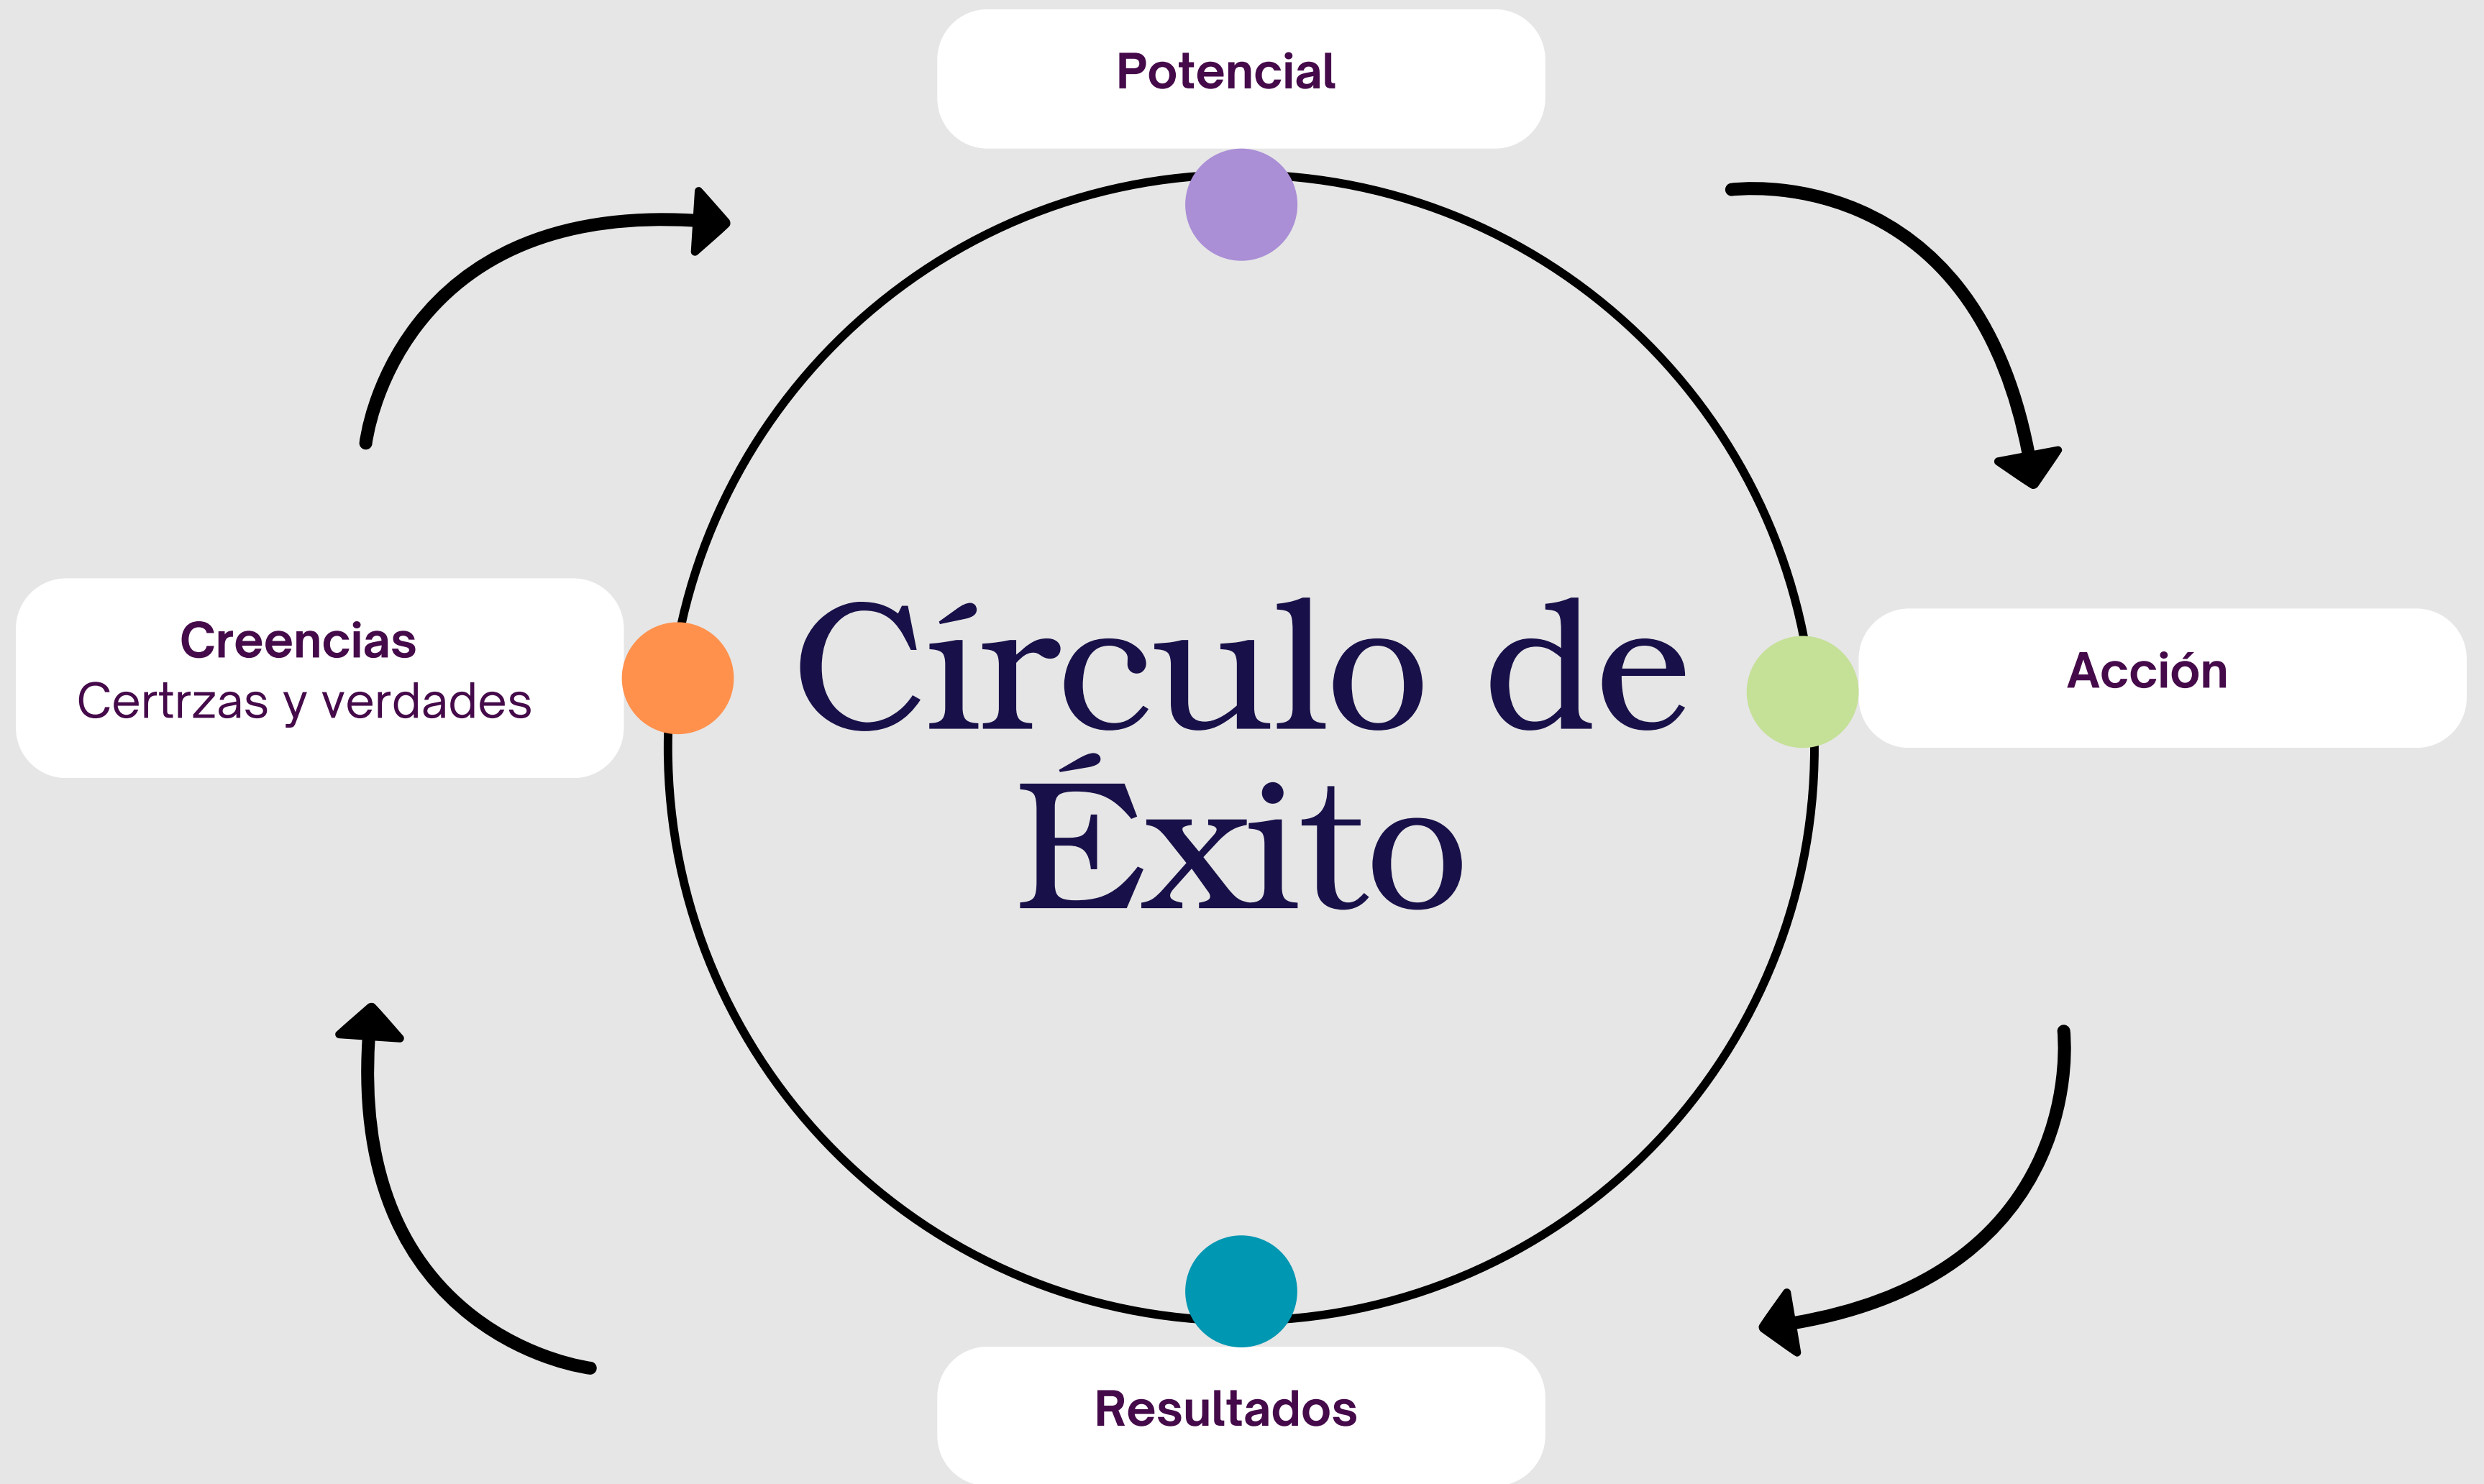 Potencial
Creencias
Certrzas y verdades
Círculo de
Éxito
Acción
Resultados